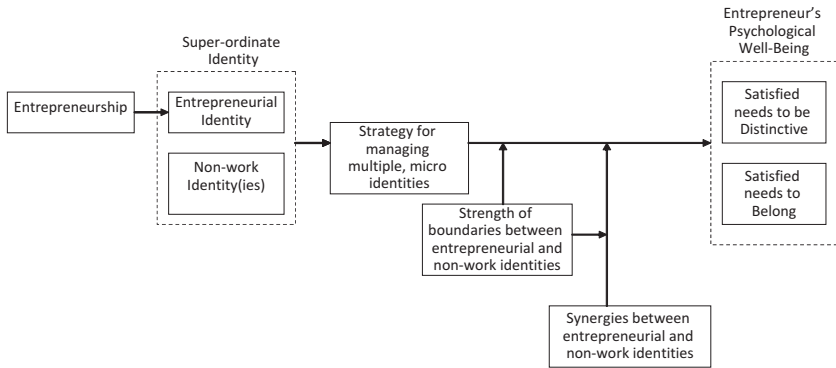 Super-ordinate
Identity
Entrepreneurship
Entrepreneurial
Identity
Non-work
Identity(ies)
Strategy for
managing
multiple, micro
identities
Strength of
boundaries between
entrepreneurial and
non-work identities
Synergies between
entrepreneurial and
non-work identities
Entrepreneur’s
Psychological
Well-Being
Satisfied
needs to be
Distinctive
Satisfied
needs to
Belong